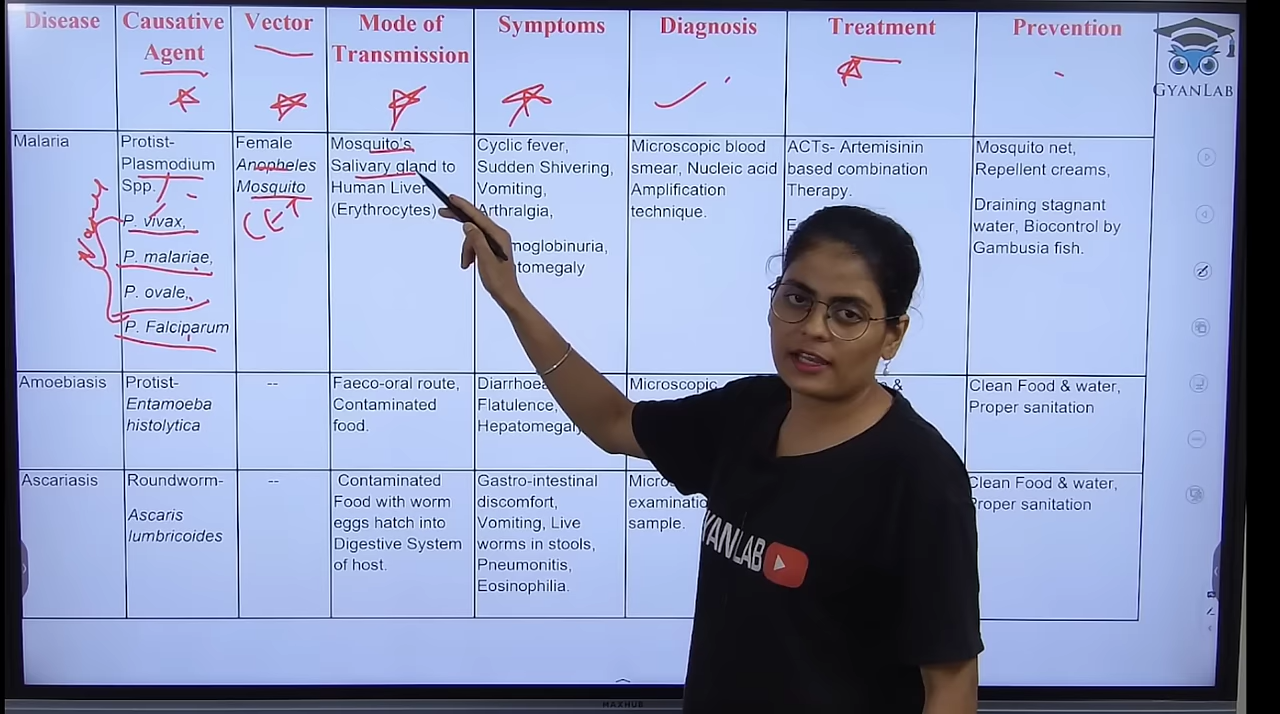 Disease
Causative
Agent
Vector
Mode of
Transmission
Symptoms
Diagnosis
Treatment
Prevention
GYANLAB
Malaria
Protist-
Plasmodium
Spp.
P. vivax,
P. malariae,
P. ovale,
P. Falciparum
Female
Anopheles
Mosquito
Mosquito's
Salivary gland to
Human Liver
(Erythrocytes)
Cyclic fever,
Sudden Shivering,
Vomiting,
Arthralgia,
Microscopic blood
smear, Nucleic acid
Amplification
technique.
ACTs- Artemisinin
based combination
Therapy.
Mosquito net,
Repellent creams,
Draining stagnant
water, Biocontrol by
Gambusia fish.
Amoebiasis
Protist-
Entamoeba
histolytica
--
Faeco-oral route,
Contaminated
food.
Flatulence,
Microscopic
&
Clean Food & water,
Proper sanitation
Ascariasis
Roundworm-
Ascaris
lumbricoides
--
Contaminated
Food with worm
eggs hatch into
Digestive System
of host.
Gastro-intestinal
discomfort,
Vomiting, Live
worms in stools,
Pneumonitis,
Eosinophilia.
sample.
Clean Food & water,
Proper sanitation
YANLAB
MAXHUB